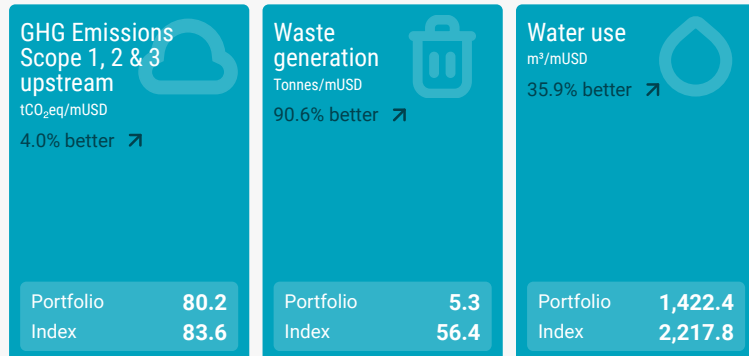 GHG Emissions
Scope 1, 2 & 3
upstream
tCO₂eq/mUSD
4.0% better
Portfolio 80.2
Index 83.6
Waste
generation
Tonnes/mUSD
90.6% better
Portfolio 5.3
Index 56.4
Water use
m³/mUSD
35.9% better
Portfolio 1,422.4
Index 2,217.8